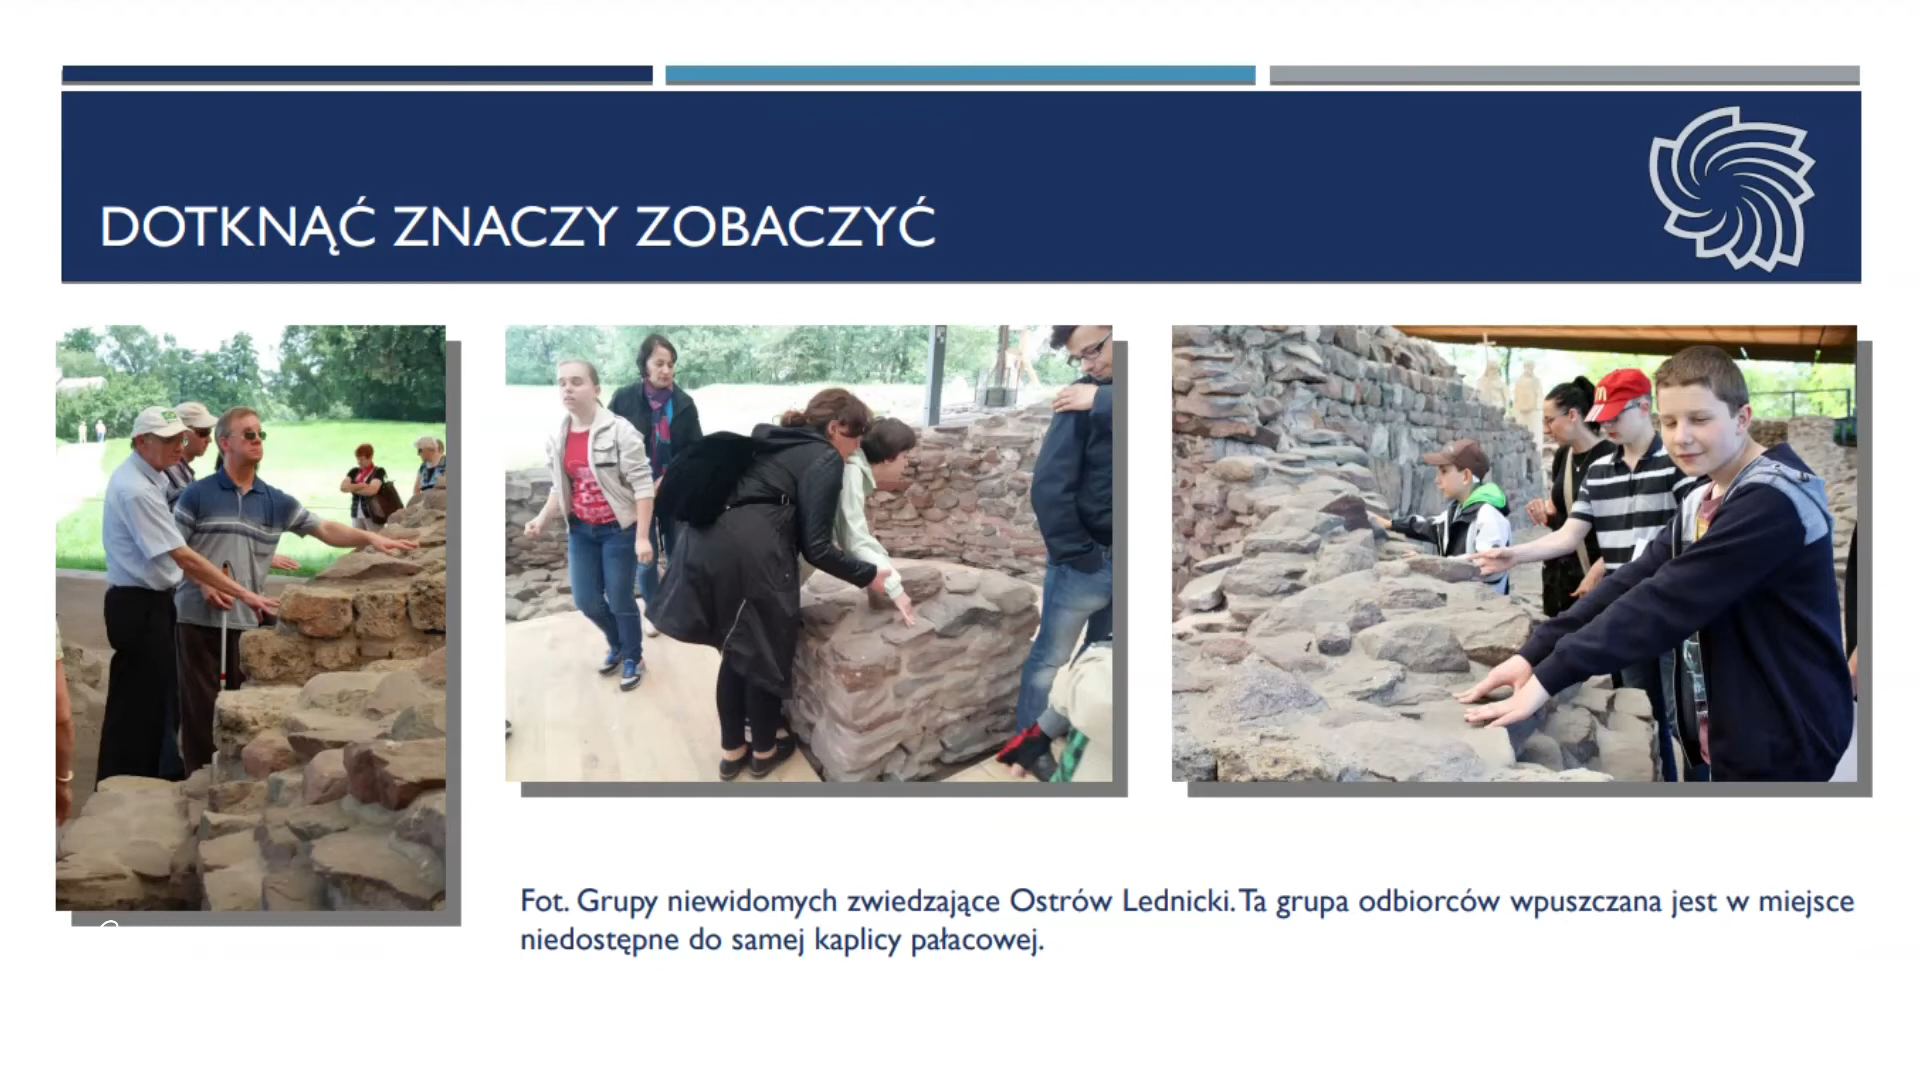 DOTKNĄĆ ZNACZY ZOBACZYĆ
Fot. Grupy niewidomych zwiedzające Ostrów Lednicki. Ta grupa odbiorców wpuszczana jest w miejsce
niedostępne do samej kaplicy pałacowej.